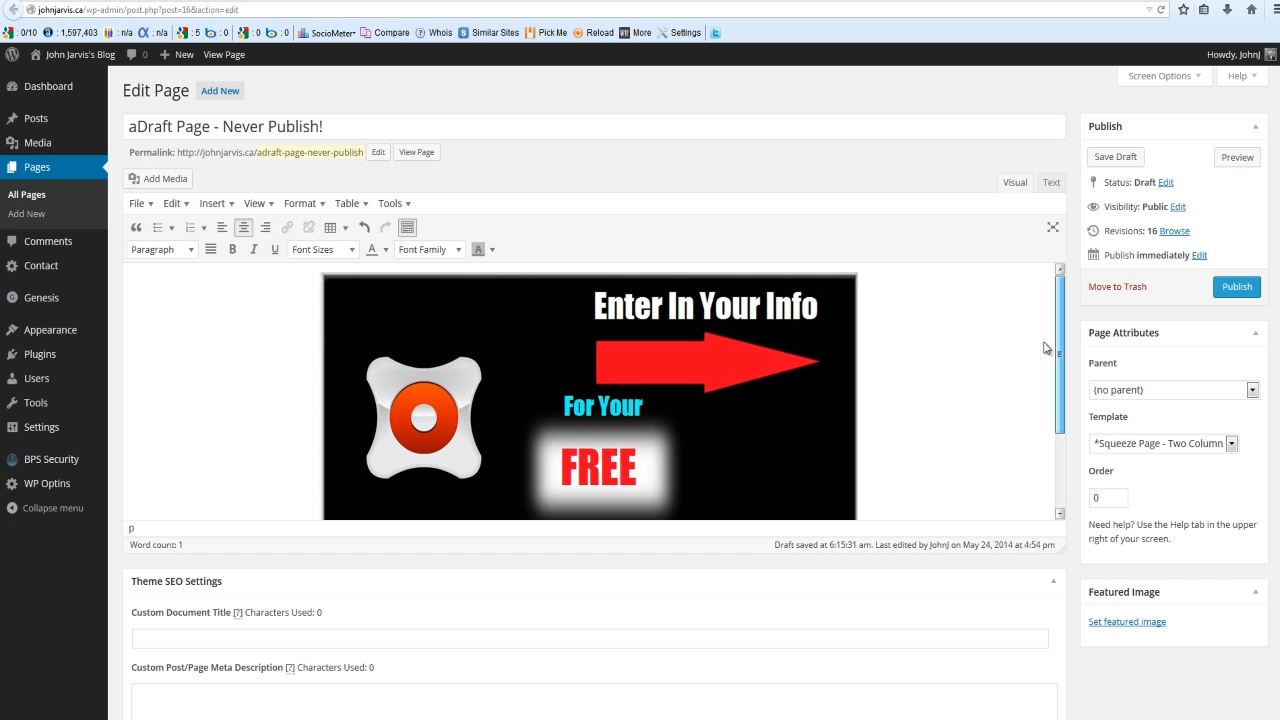 johnjarvis.ca/wp-admin/post.php?post=16&action=edit
0/10 : 1,597,403 : n/a : n/a : 5 : 0 : 0 : 0 SocioMeter Compare Whois Similar Sites Pick Me Reload WR More Settings
John Jarvis's Blog 0 New View Page Howdy, JohnJ
Screen Options Help
Dashboard
Posts
Media
Pages
All Pages
Add New
Comments
Contact
Genesis
Appearance
Plugins
Users
Tools
Settings
BPS Security
WP Optins
Collapse menu
Edit Page Add New
aDraft Page - Never Publish!
Permalink: http://johnjarvis.ca/adraft-page-never-publish Edit View Page
Add Media Visual Text
File Edit Insert View Format Table Tools
Paragraph B I U Font Sizes A Font Family A
Enter In Your Info
For Your
FREE
p
Word count: 1 Draft saved at 6:15:31 am. Last edited by JohnJ on May 24, 2014 at 4:54 pm
Theme SEO Settings
Custom Document Title [?] Characters Used: 0
Custom Post/Page Meta Description [?] Characters Used: 0
Publish
Save Draft Preview
Status: Draft Edit
Visibility: Public Edit
Revisions: 16 Browse
Publish immediately Edit
Move to Trash Publish
Page Attributes
Parent
(no parent)
Template
*Squeeze Page - Two Column
Order
0
Need help? Use the Help tab in the upper
right of your screen.
Featured Image
Set featured image